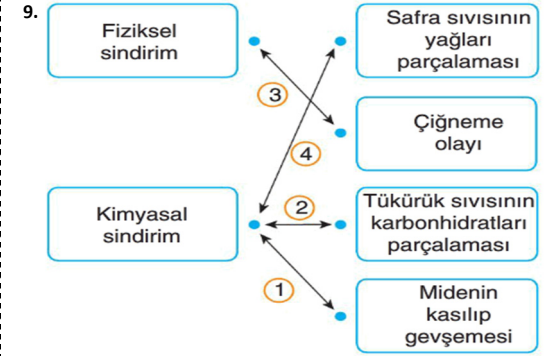 9.
Fiziksel
sindirim
Safra sıvısının
yağları
parçalaması
3
Çiğneme
olayı
4
Kimyasal
sindirim
2
Tükürük sıvısının
karbonhidratları
parçalaması
1
Midenin
kasılıp
gevşemesi